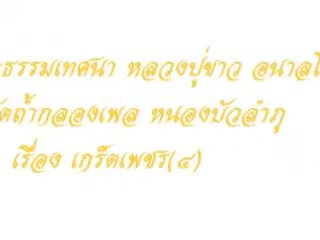 ธรรมเทศนา หลวงปู่ขาว อนาล
ถ้ำกลองเพล หนองบัวลำภู
เรื่อง เกร็ดเพชร(๔)